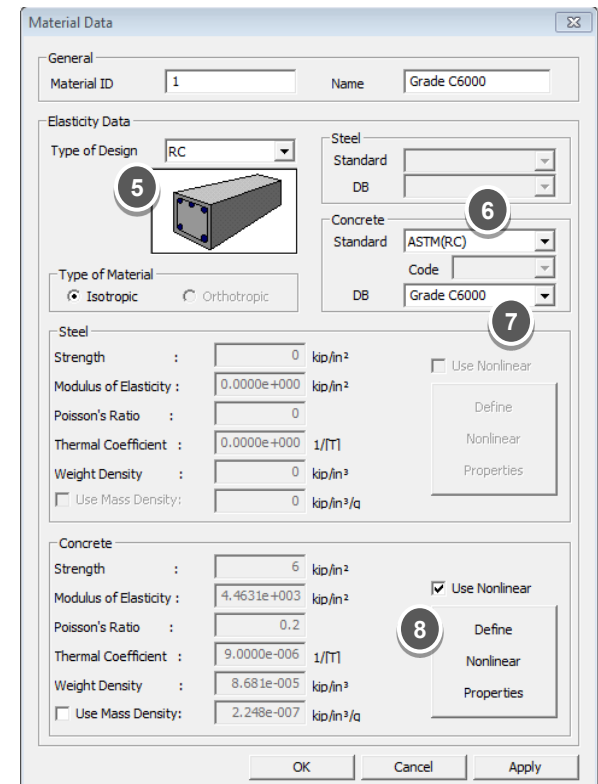 Material Data
General
Material ID 1 Name Grade C6000
Elasticity Data
Type of Design RC
5
Steel
Standard
DB
6
Concrete
Standard ASTM(RC)
Code
DB Grade C6000
7
Type of Material
Isotropic Orthotropic
Steel
Strength : 0 kip/in²
Modulus of Elasticity : 0.0000e+000 kip/in²
Poisson's Ratio : 0
Thermal Coefficient : 0.0000e+000 1/[T]
Weight Density : 0 kip/in³
Use Mass Density: 0 kip/in³/g
Use Nonlinear
Define
Nonlinear
Properties
Concrete
Strength : 6 kip/in²
Modulus of Elasticity : 4.4631e+003 kip/in²
Poisson's Ratio : 0.2
Thermal Coefficient : 9.0000e-006 1/[T]
Weight Density : 8.681e-005 kip/in³
Use Mass Density: 2.248e-007 kip/in³/g
Use Nonlinear
8
Define
Nonlinear
Properties
OK Cancel Apply